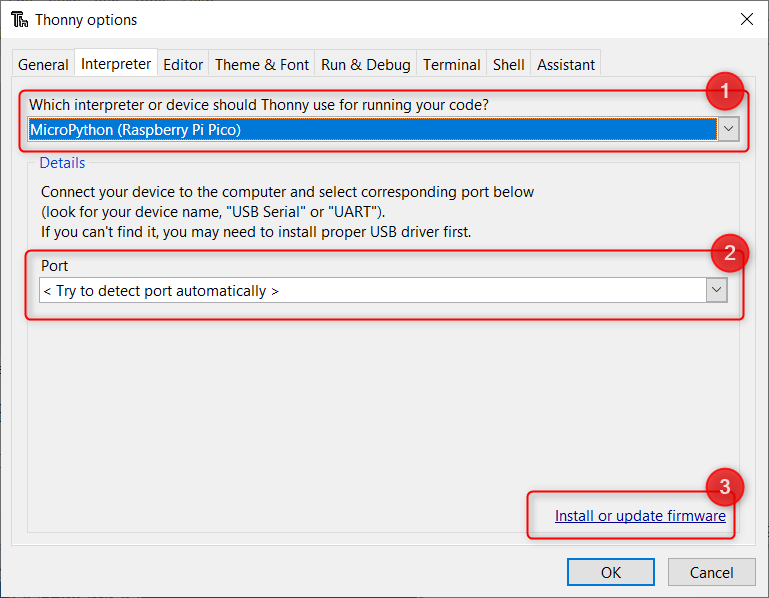 Thonny options
General Interpreter Editor Theme & Font Run & Debug Terminal Shell Assistant
1
Which interpreter or device should Thonny use for running your code?
MicroPython (Raspberry Pi Pico)
Details
Connect your device to the computer and select corresponding port below
(look for your device name, "USB Serial" or "UART").
If you can't find it, you may need to install proper USB driver first.
2
Port
< Try to detect port automatically >
3
Install or update firmware
OK Cancel